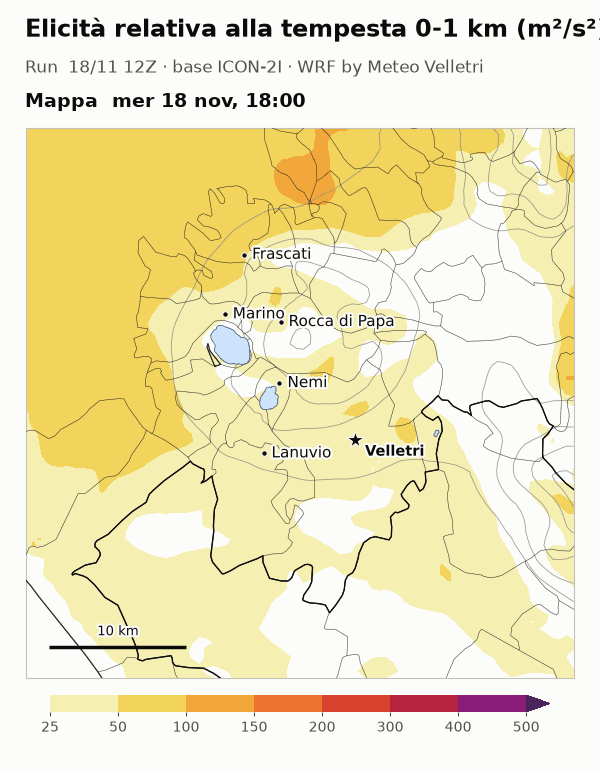 Elicità relativa alla tempesta 0-1 km (m²/s²)
Run  18/11 12Z · base ICON-2I · WRF by Meteo Velletri
Mappa  mer 18 nov, 18:00
Frascati
Marino
Rocca di Papa
Nemi
Lanuvio
Velletri
10 km
25 50 100 150 200 300 400 500